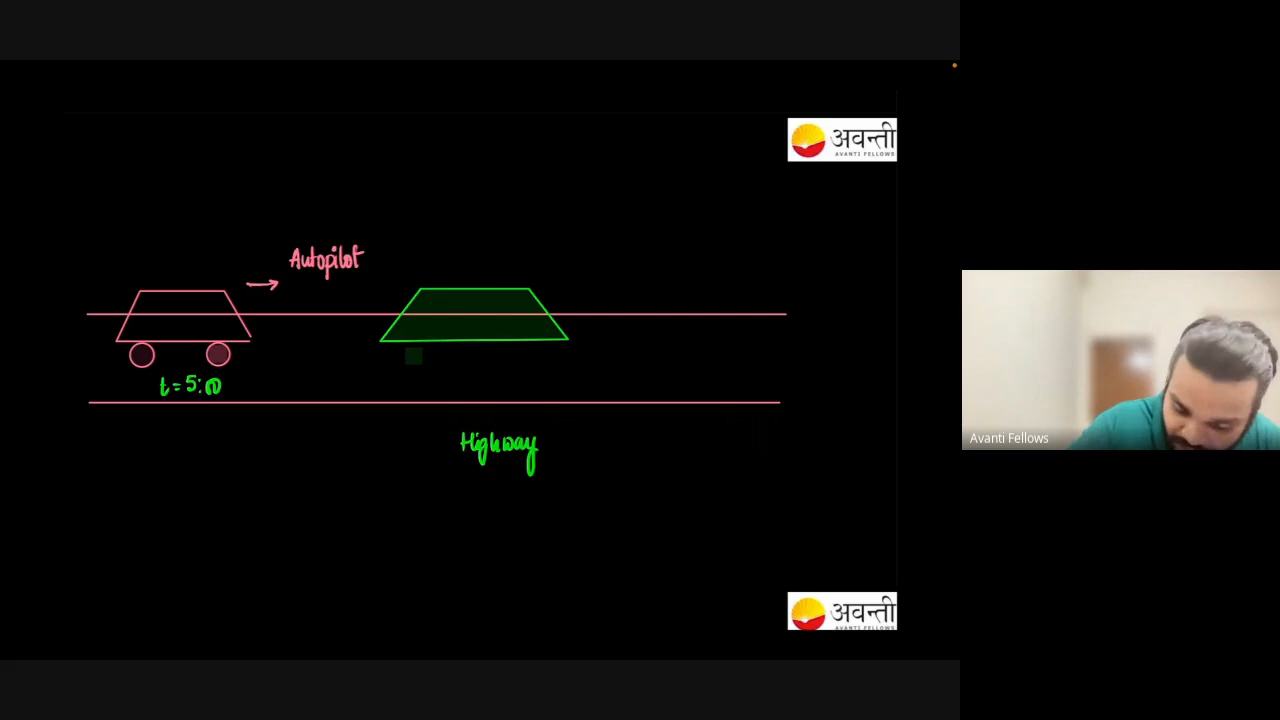 अवन्ती
AVANTI FELLOWS
Autopilot
t = 5:00
Highway
Avanti Fellows
अवन्ती
AVANTI FELLOWS